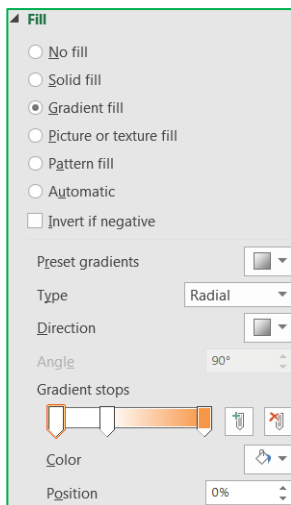 Fill
No fill
Solid fill
Gradient fill
Picture or texture fill
Pattern fill
Automatic
Invert if negative
Preset gradients
Type Radial
Direction
Angle 90°
Gradient stops
Color
Position 0%